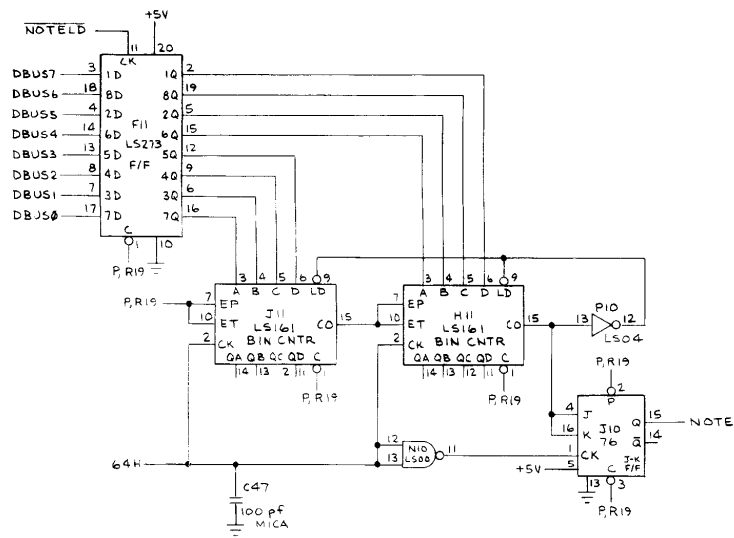 +5V
NOTELD
11 20
CK
DBUS7 3 1D 1Q 2
DBUS6 18 8D 8Q 19
DBUS5 4 2D 2Q 5
DBUS4 14 6D F11 6Q 15
DBUS3 13 5D LS273 5Q 12
DBUS2 8 4D F/F 4Q 9
DBUS1 7 3D 3Q 6
DBUS0 17 7D 7Q 16
C
1 10
P,R19
3 4 5 6 9
A B C D LD
P,R19
7 EP
10 ET J11 CO 15
LS161
2 CK BIN CNTR
QA QB QC QD C
14 13 2 11 1
P,R19
3 4 5 6 9
A B C D LD
7 EP
10 ET H11 CO 15
LS161
2 CK BIN CNTR
QA QB QC QD C
14 13 12 11 1
P,R19
P10
13 12
LS04
P,R19
2
P
4 J Q 15 NOTE
16 K J10 Q 14
76
1 CK J-K
F/F
+5V 5
C
13 3
P,R19
64H
12
13
N10
LS00
11
C47
100 pf
MICA